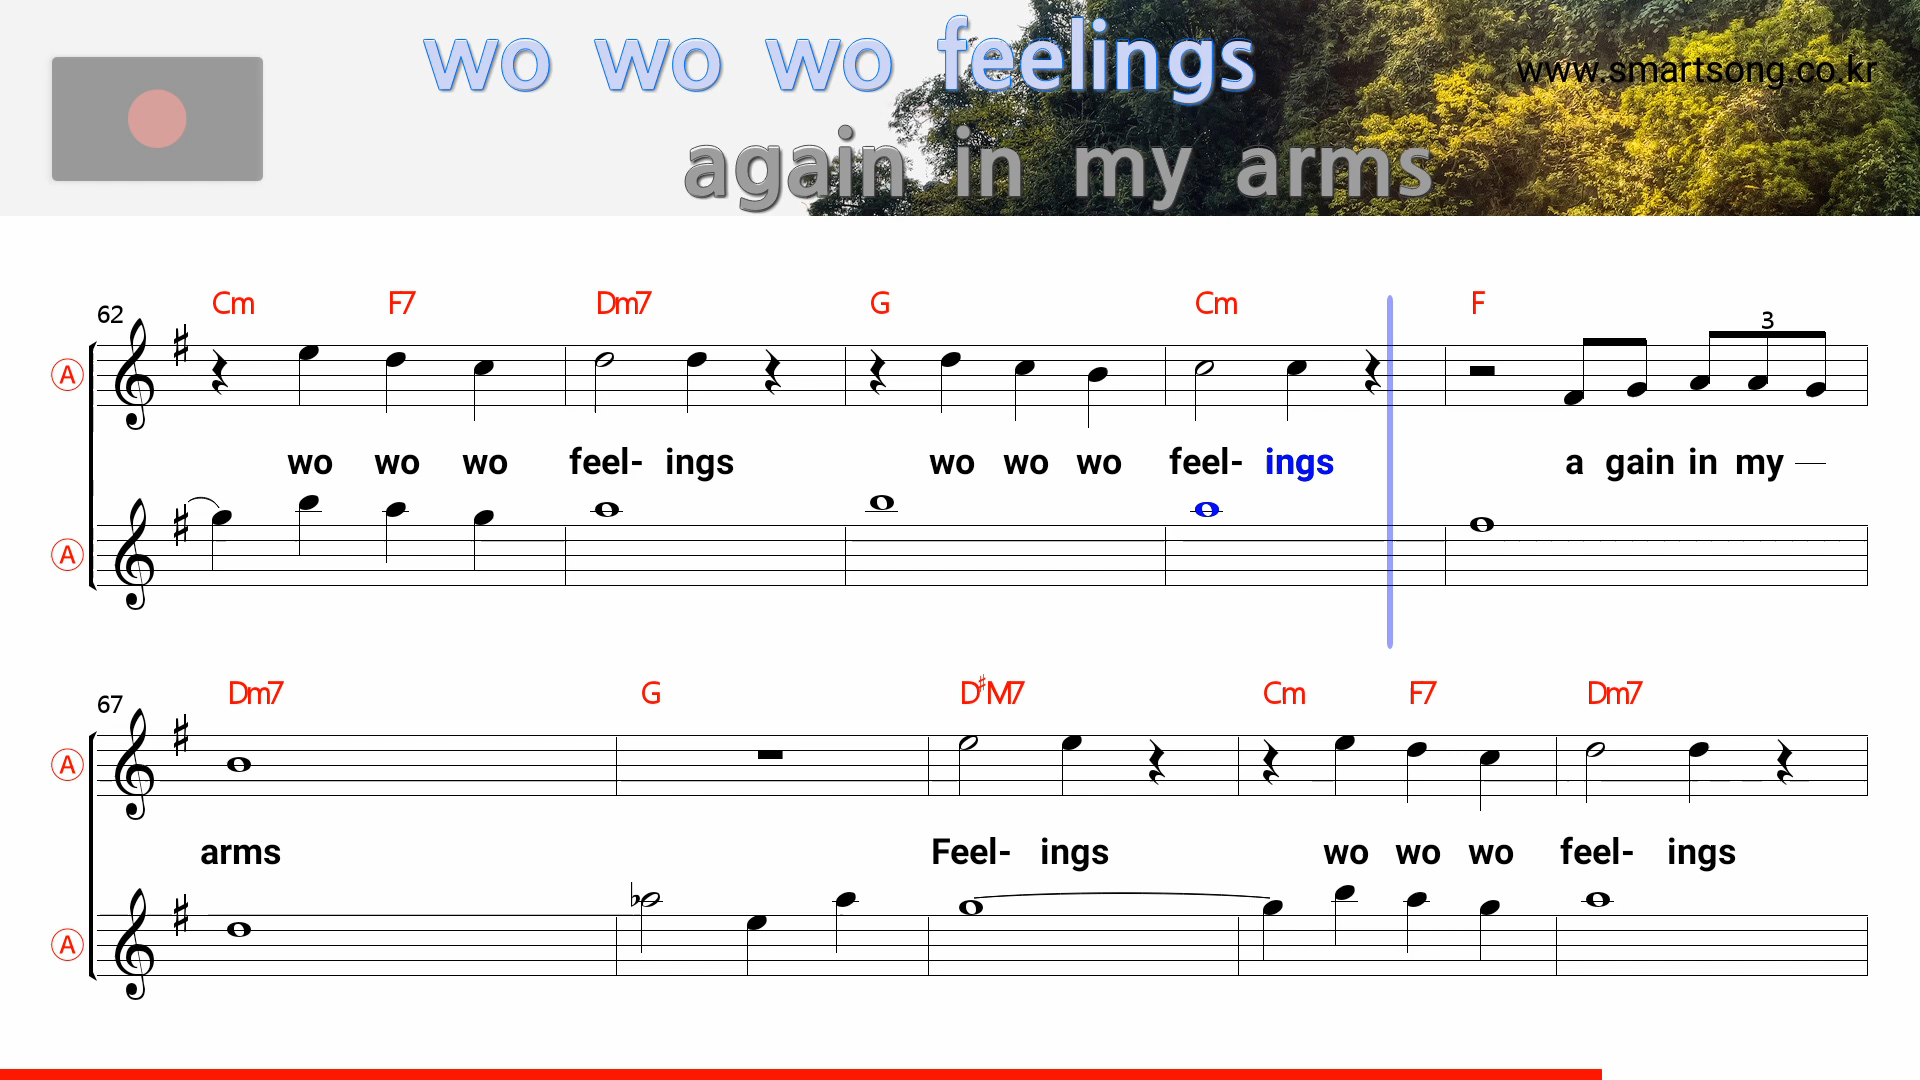 wo wo wo feelings
www.smartsong.co.kr
again in my arms
Cm F7 Dm7 G Cm F
62
3
A
wo wo wo feel- ings wo wo wo feel- ings a gain in my —
A
Dm7 G D♯M7 Cm F7 Dm7
67
A
arms Feel- ings wo wo wo feel- ings
A